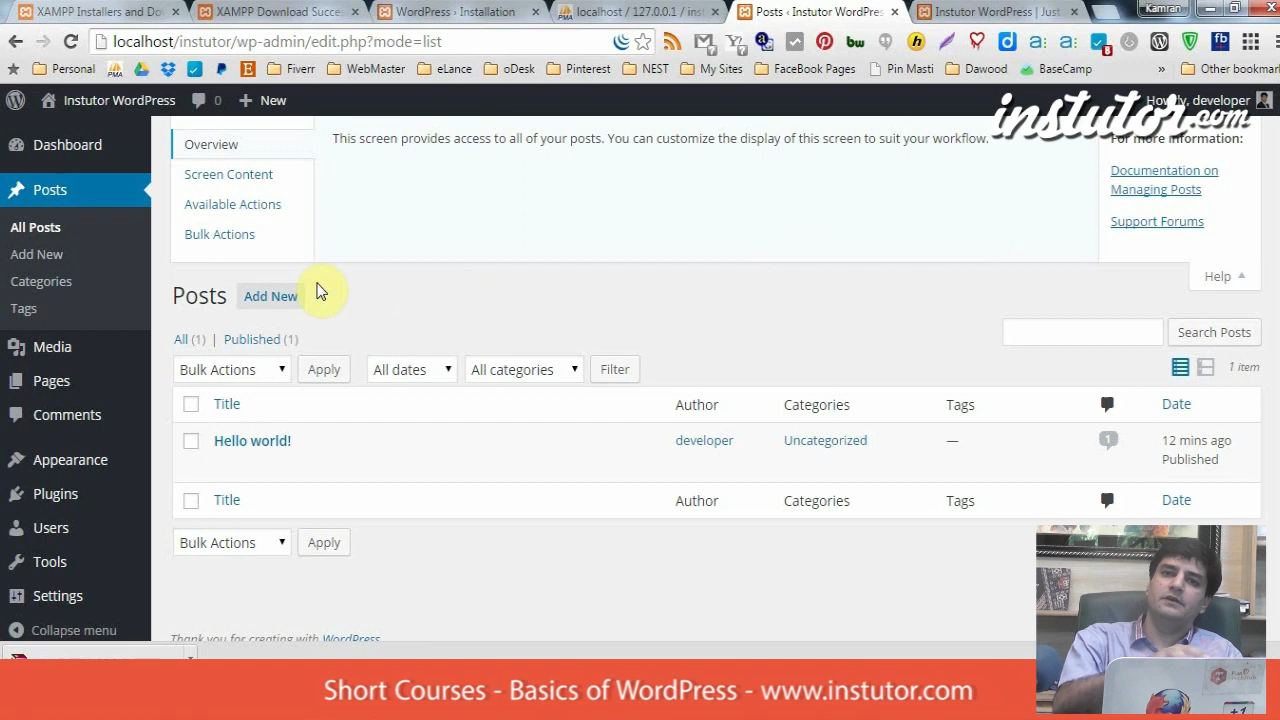 XAMPP Installers and Do
XAMPP Download Succe
WordPress › Installation
localhost / 127.0.0.1 / inst
Posts ‹ Instutor WordPres
Instutor WordPress | Just
Kamran
localhost/instutor/wp-admin/edit.php?mode=list
Personal
Fiverr
WebMaster
eLance
oDesk
Pinterest
NEST
My Sites
FaceBook Pages
Pin Masti
Dawood
BaseCamp
»
Other bookmar
Instutor WordPress
0
+ New
Howdy, developer
instutor.com
Dashboard
Posts
All Posts
Add New
Categories
Tags
Media
Pages
Comments
Appearance
Plugins
Users
Tools
Settings
Collapse menu
Overview
Screen Content
Available Actions
Bulk Actions
This screen provides access to all of your posts. You can customize the display of this screen to suit your workflow.
For more information:
Documentation on
Managing Posts
Support Forums
Help
Posts
Add New
All (1) | Published (1)
Search Posts
Bulk Actions
Apply
All dates
All categories
Filter
1 item
Title
Author
Categories
Tags
Date
Hello world!
developer
Uncategorized
—
1
12 mins ago
Published
Title
Author
Categories
Tags
Date
Bulk Actions
Apply
Thank you for creating with WordPress
Short Courses - Basics of WordPress - www.instutor.com